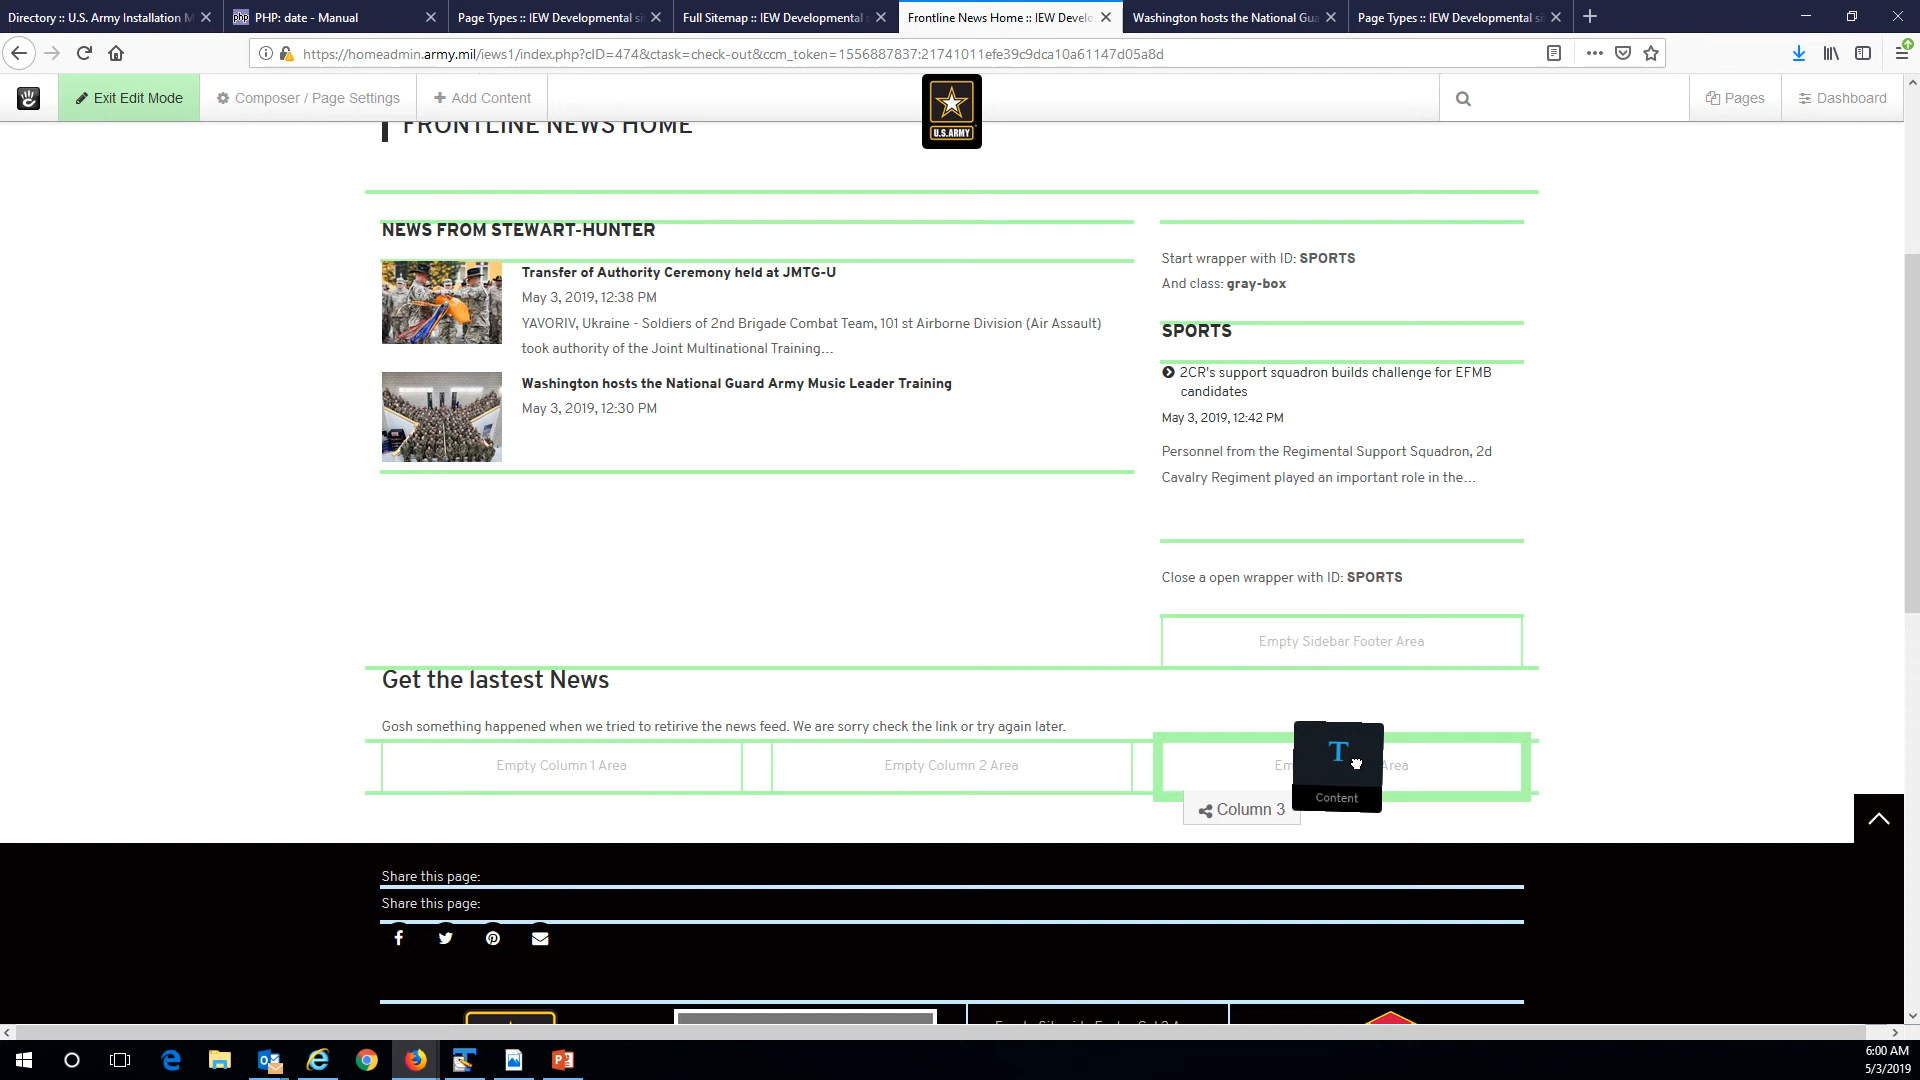 Directory :: U.S. Army Installation M
PHP: date - Manual
Page Types :: IEW Developmental si
Full Sitemap :: IEW Developmental s
Frontline News Home :: IEW Develo
Washington hosts the National Gua
Page Types :: IEW Developmental si
https://homeadmin.army.mil/iews1/index.php?cID=474&ctask=check-out&ccm_token=1556887837:21741011efe39c9dca10a61147d05a8d
Exit Edit Mode
Composer / Page Settings
Add Content
U.S.ARMY
Pages
Dashboard
FRONTLINE NEWS HOME
NEWS FROM STEWART-HUNTER
Transfer of Authority Ceremony held at JMTG-U
May 3, 2019, 12:38 PM
YAVORIV, Ukraine - Soldiers of 2nd Brigade Combat Team, 101 st Airborne Division (Air Assault)
took authority of the Joint Multinational Training...
Washington hosts the National Guard Army Music Leader Training
May 3, 2019, 12:30 PM
Start wrapper with ID: SPORTS
And class: gray-box
SPORTS
2CR's support squadron builds challenge for EFMB
candidates
May 3, 2019, 12:42 PM
Personnel from the Regimental Support Squadron, 2d
Cavalry Regiment played an important role in the...
Close a open wrapper with ID: SPORTS
Empty Sidebar Footer Area
Get the lastest News
Gosh something happened when we tried to retirive the news feed. We are sorry check the link or try again later.
Empty Column 1 Area
Empty Column 2 Area
Em
Area
T
Content
Column 3
Share this page:
Share this page:
6:00 AM
5/3/2019